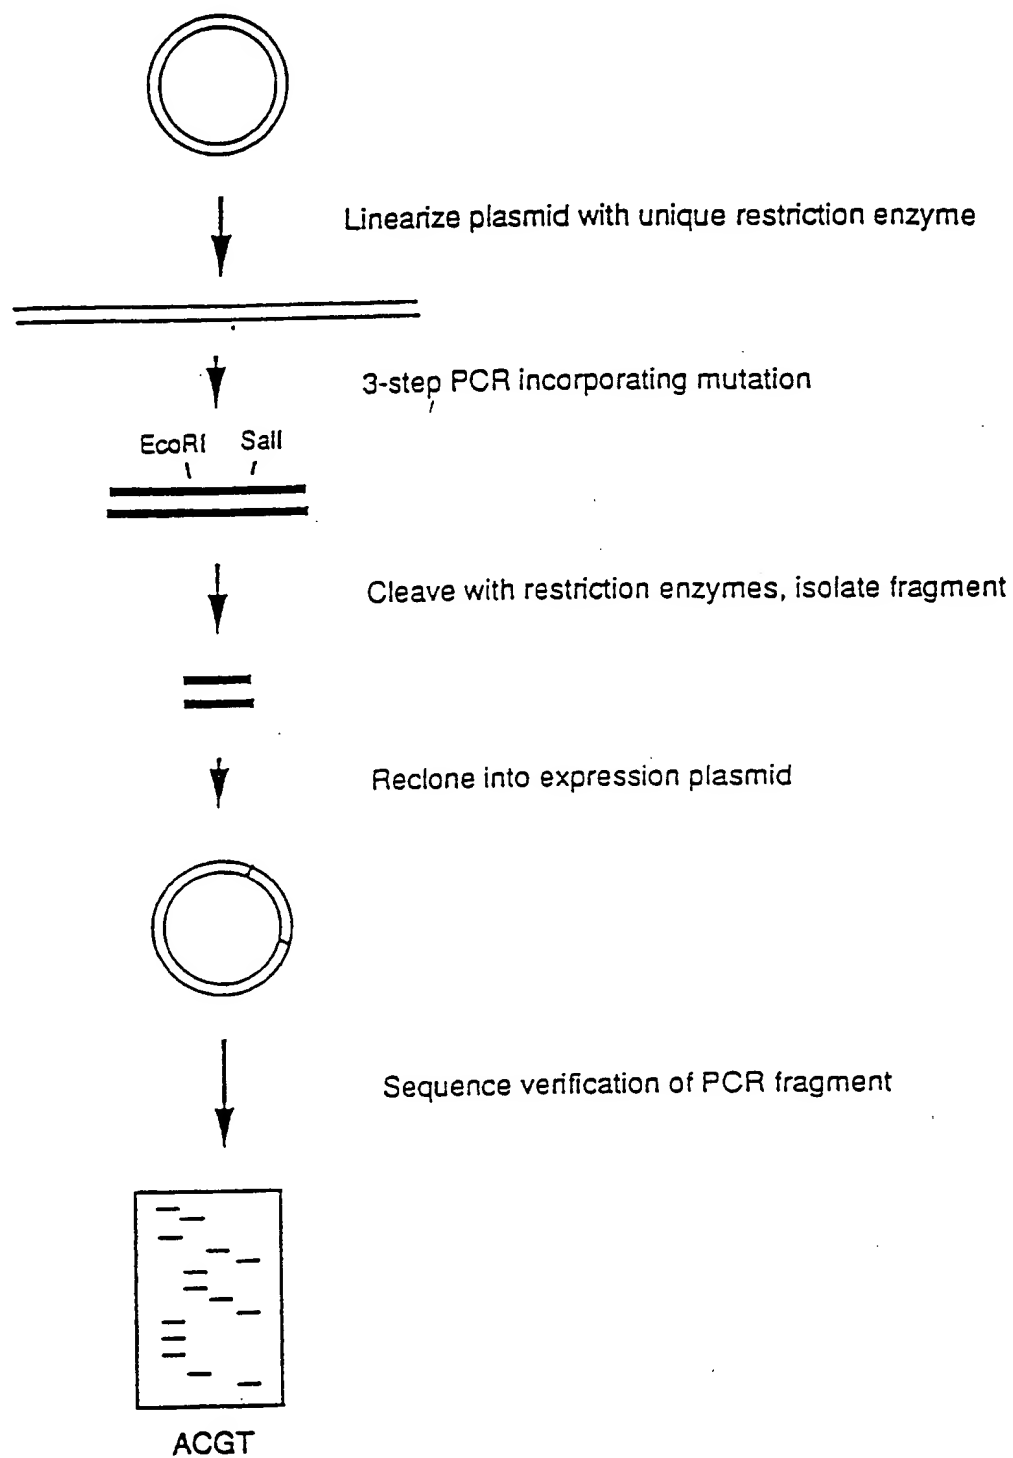 Linearize plasmid with unique restriction enzyme
3-step PCR incorporating mutation
EcoRI SalI
Cleave with restriction enzymes, isolate fragment
Reclone into expression plasmid
Sequence verification of PCR fragment
ACGT